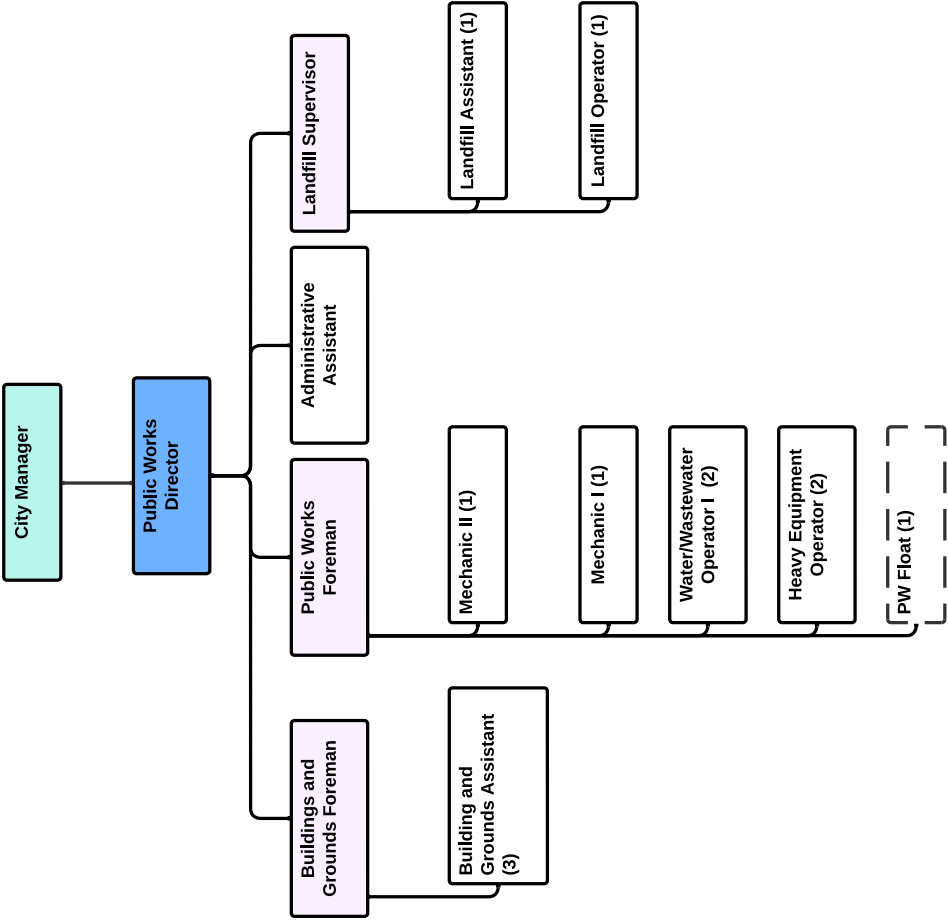 City Manager
Public Works
Director
Buildings and
Grounds Foreman
Public Works
Foreman
Administrative
Assistant
Landfill Supervisor
Building and
Grounds Assistant
(3)
Mechanic II (1)
Mechanic I (1)
Water/Wastewater
Operator I (2)
Heavy Equipment
Operator (2)
PW Float (1)
Landfill Assistant (1)
Landfill Operator (1)